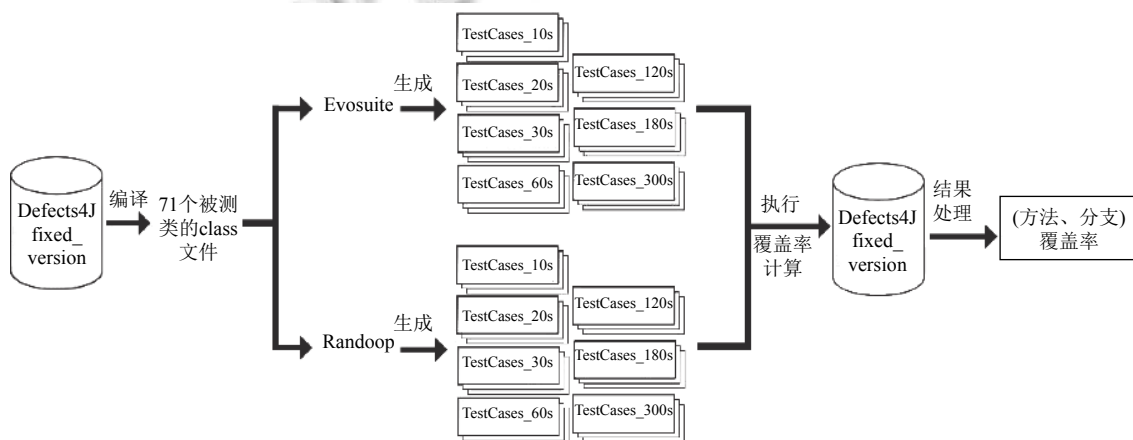 Defects4J
fixed_
version
编译
71个被测
类的class
文件
Evosuite
生成
TestCases_10s
TestCases_20s
TestCases_30s
TestCases_60s
TestCases_120s
TestCases_180s
TestCases_300s
Randoop
生成
TestCases_10s
TestCases_20s
TestCases_30s
TestCases_60s
TestCases_120s
TestCases_180s
TestCases_300s
执行
覆盖率
计算
Defects4J
fixed_
version
结果
处理
(方法、分支)
覆盖率